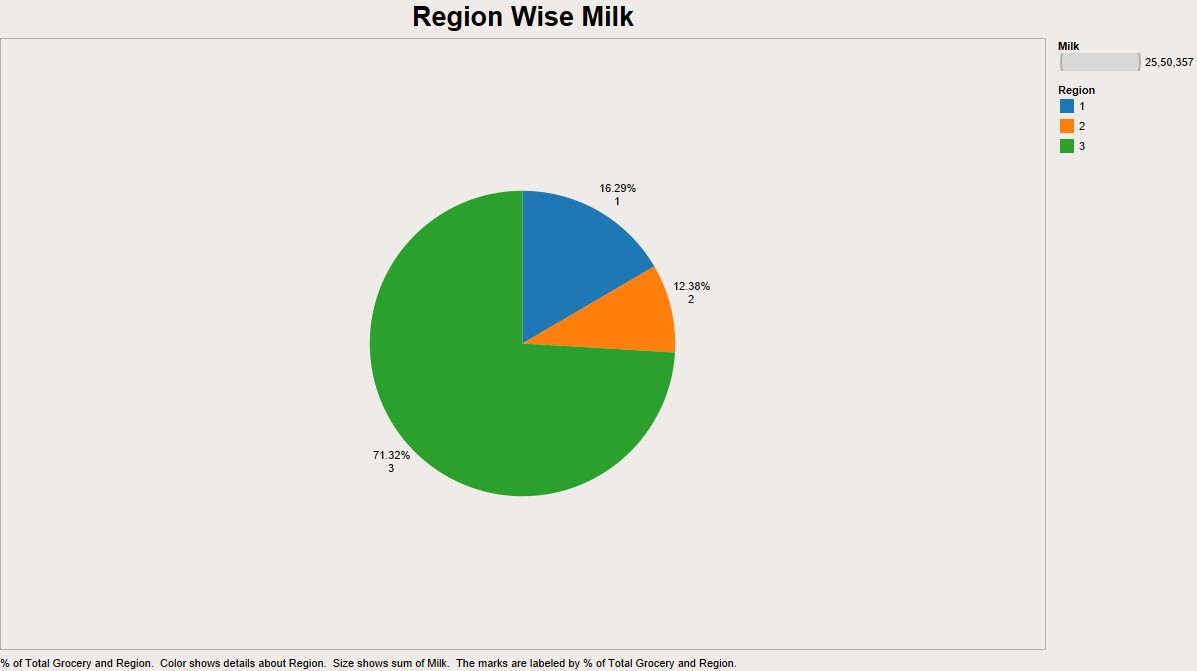 Region Wise Milk
Milk
25,50,357
Region
1
2
3
16.29%
1
12.38%
2
71.32%
3
% of Total Grocery and Region.  Color shows details about Region.  Size shows sum of Milk.  The marks are labeled by % of Total Grocery and Region.